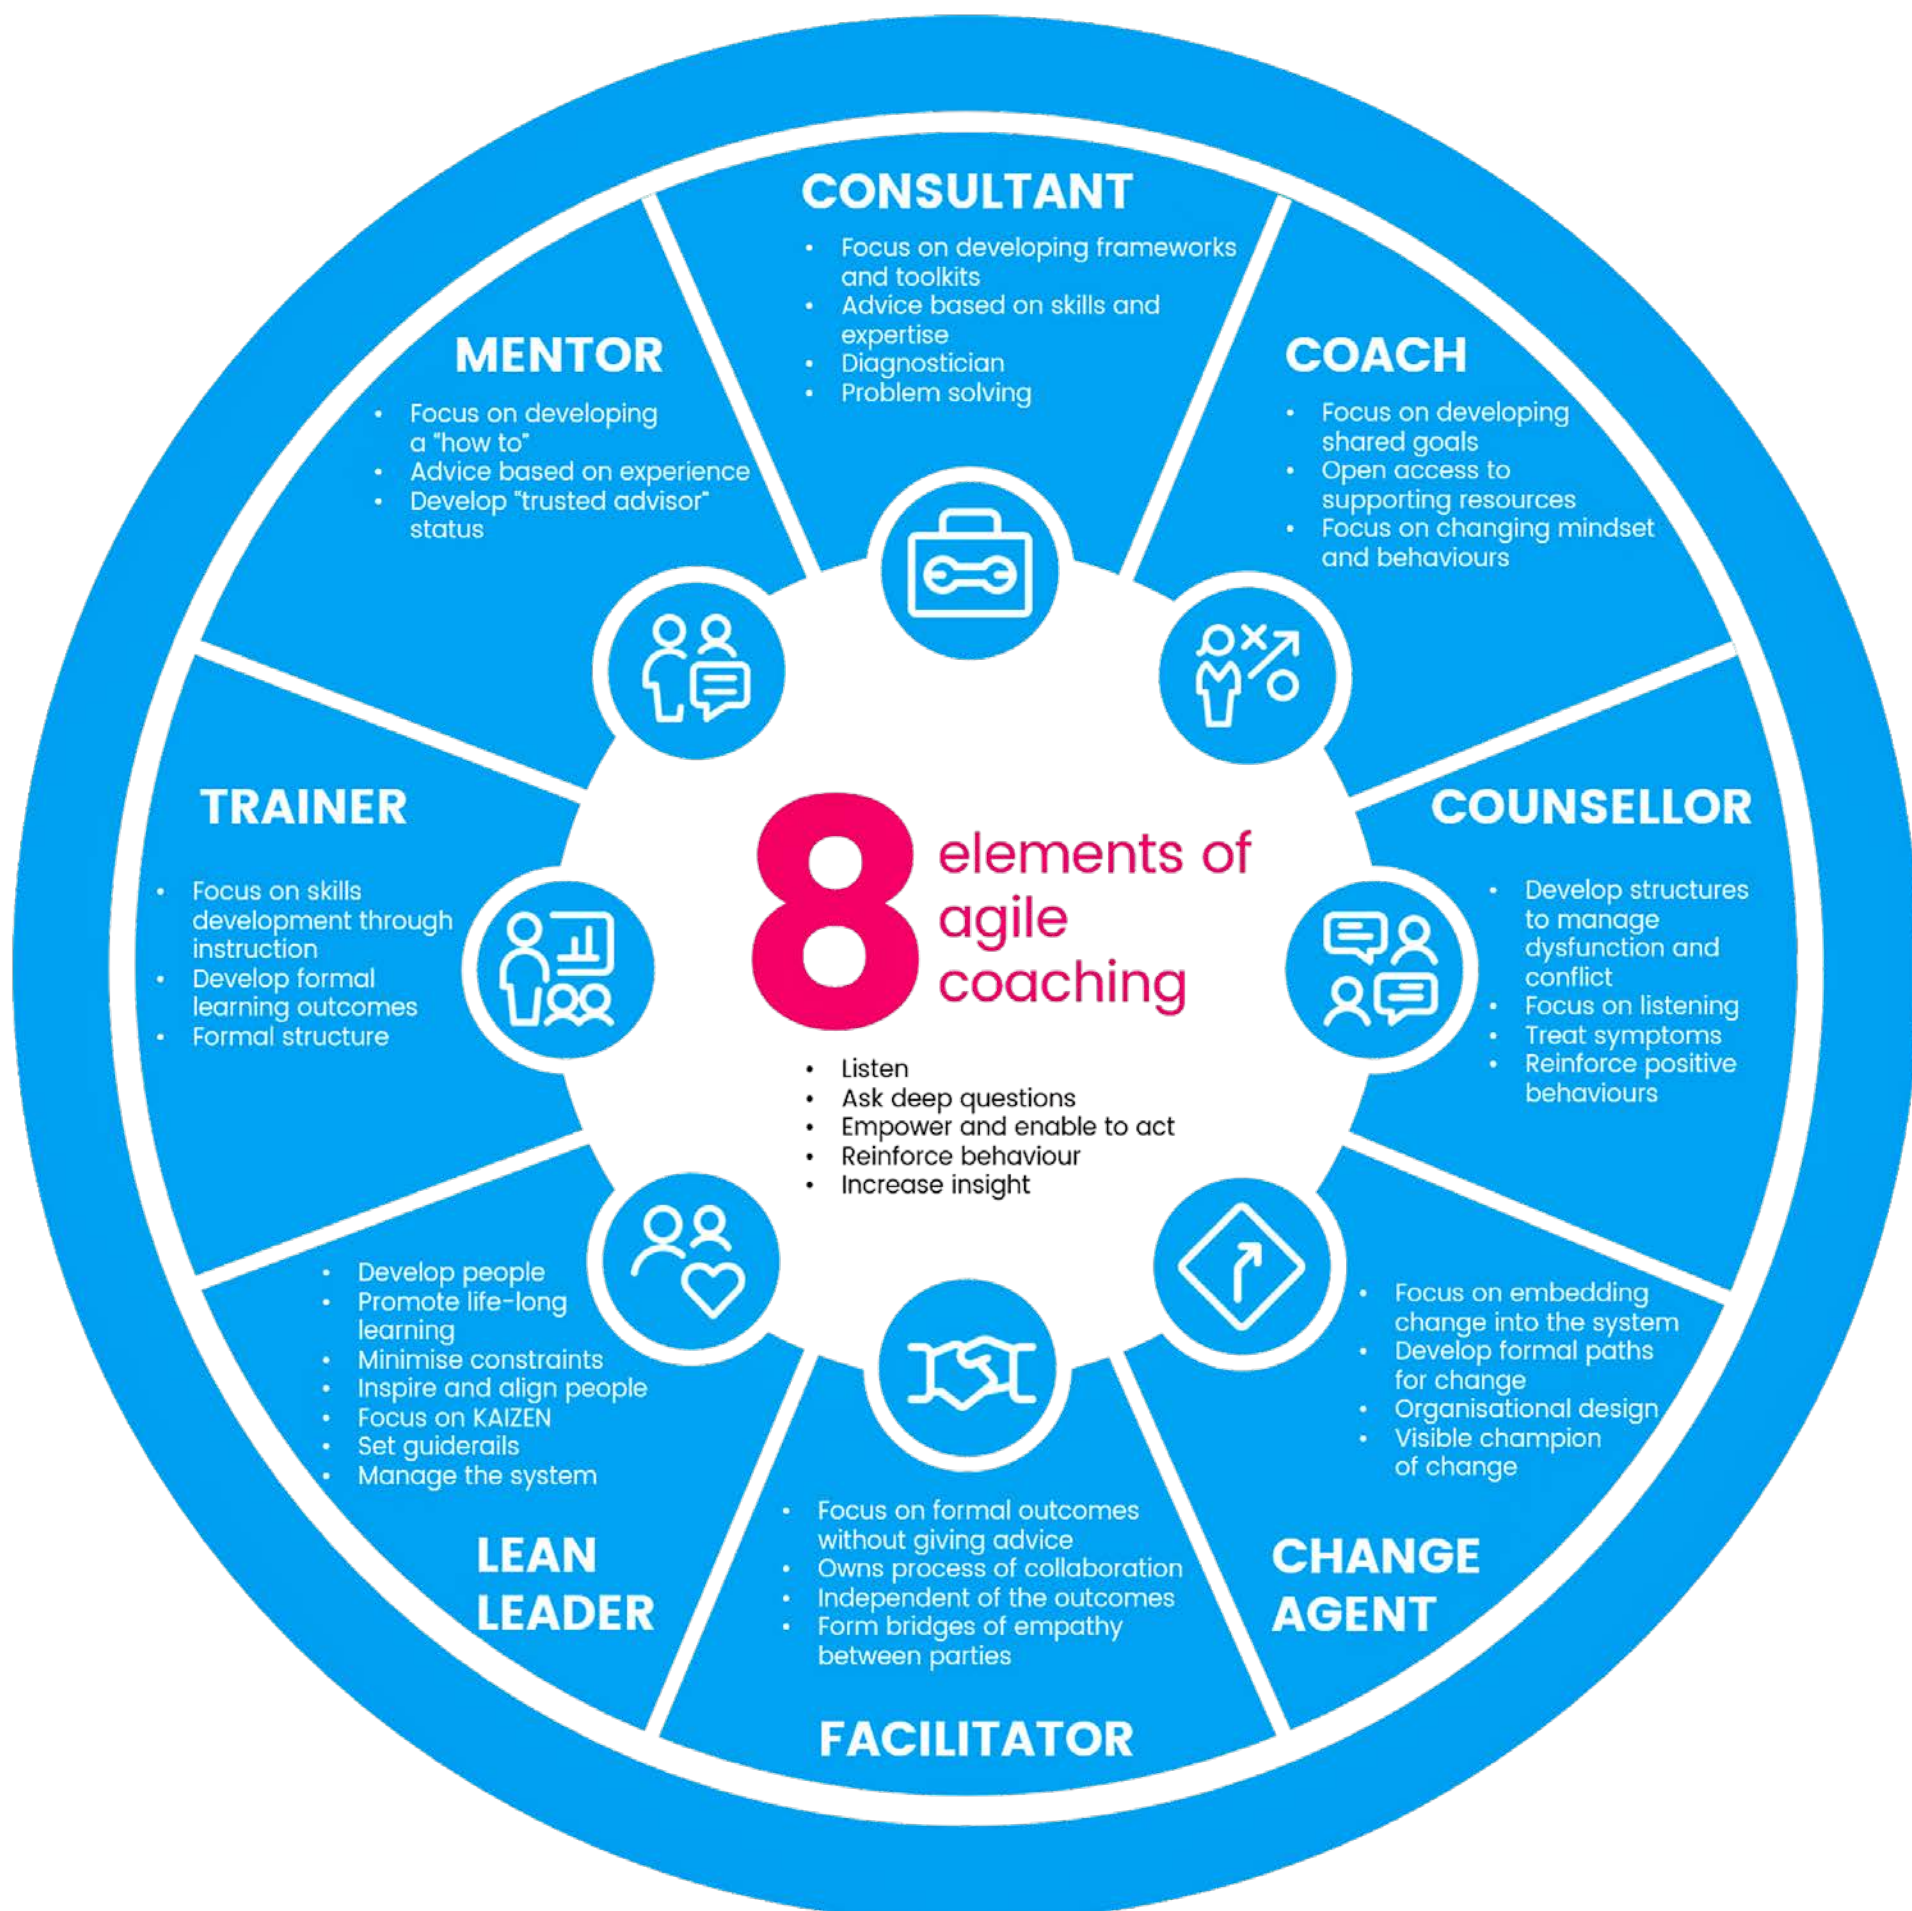 CONSULTANT
• Focus on developing frameworks
and toolkits
• Advice based on skills and
expertise
• Diagnostician
• Problem solving
COACH
• Focus on developing
shared goals
• Open access to
supporting resources
• Focus on changing mindset
and behaviours
COUNSELLOR
• Develop structures
to manage
dysfunction and
conflict
• Focus on listening
• Treat symptoms
• Reinforce positive
behaviours
• Focus on embedding
change into the system
• Develop formal paths
for change
• Organisational design
• Visible champion
of change
CHANGE
AGENT
• Focus on formal outcomes
without giving advice
• Owns process of collaboration
• Independent of the outcomes
• Form bridges of empathy
between parties
FACILITATOR
• Develop people
• Promote life-long
learning
• Minimise constraints
• Inspire and align people
• Focus on KAIZEN
• Set guiderails
• Manage the system
LEAN
LEADER
TRAINER
• Focus on skills
development through
instruction
• Develop formal
learning outcomes
• Formal structure
MENTOR
• Focus on developing
a "how to"
• Advice based on experience
• Develop "trusted advisor"
status
8 elements of
agile
coaching
• Listen
• Ask deep questions
• Empower and enable to act
• Reinforce behaviour
• Increase insight